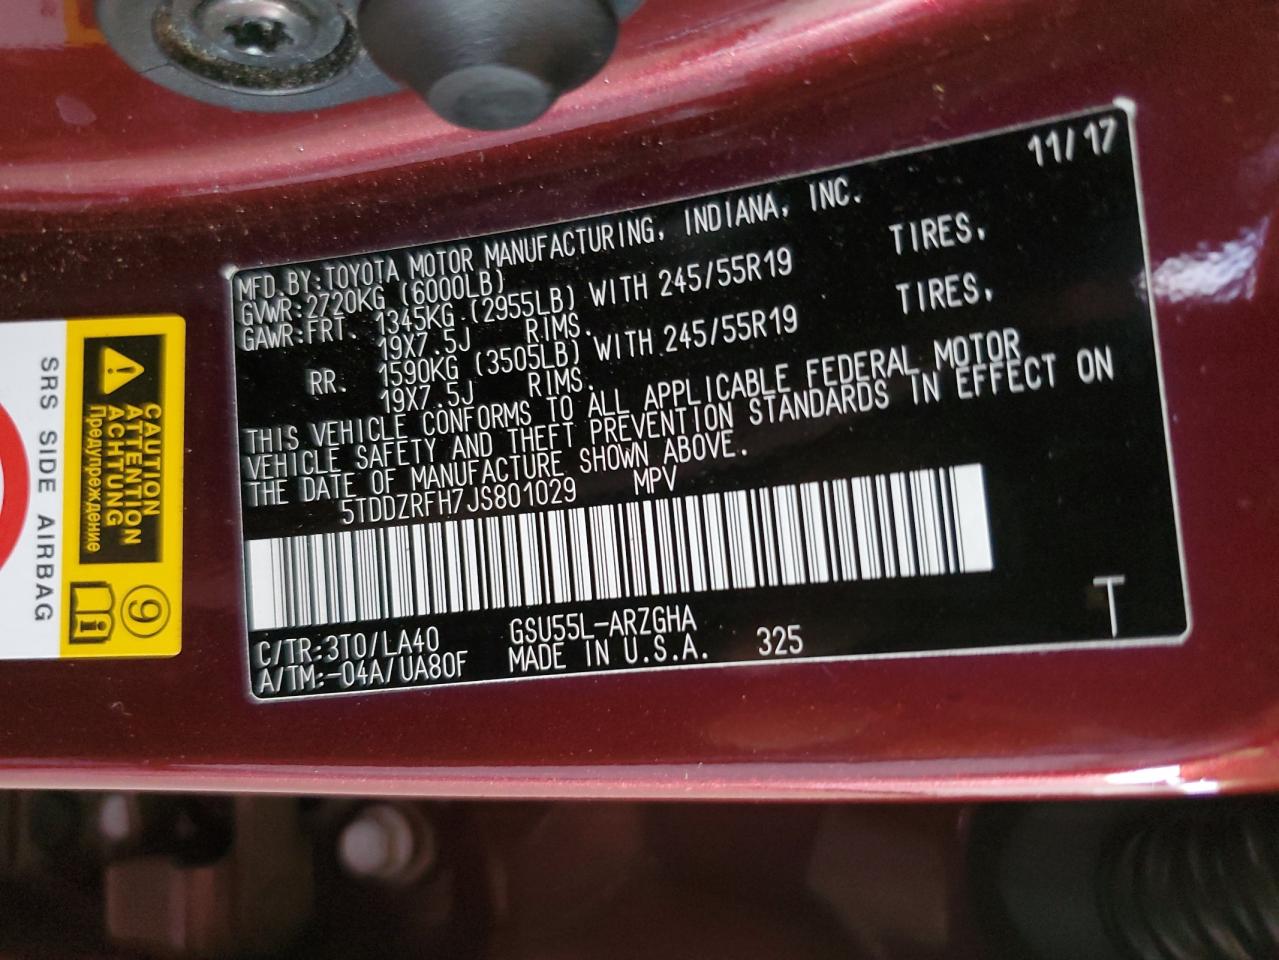 11/17
MFD.BY:TOYOTA MOTOR MANUFACTURING, INDIANA, INC.
GVWR:2720KG (6000LB)
GAWR:FRT. 1345KG (2955LB) WITH 245/55R19 TIRES,
19X7.5J RIMS.
RR. 1590KG (3505LB) WITH 245/55R19 TIRES,
19X7.5J RIMS.
THIS VEHICLE CONFORMS TO ALL APPLICABLE FEDERAL MOTOR
VEHICLE SAFETY AND THEFT PREVENTION STANDARDS IN EFFECT ON
THE DATE OF MANUFACTURE SHOWN ABOVE.
5TDDZRFH7JS801029 MPV
C/TR:3T0/LA40 GSU55L-ARZGHA
A/TM:-04A/UA80F MADE IN U.S.A. 325
T
CAUTION
ATTENTION
ACHTUNG
Предупреждение
9
SRS SIDE AIRBAG